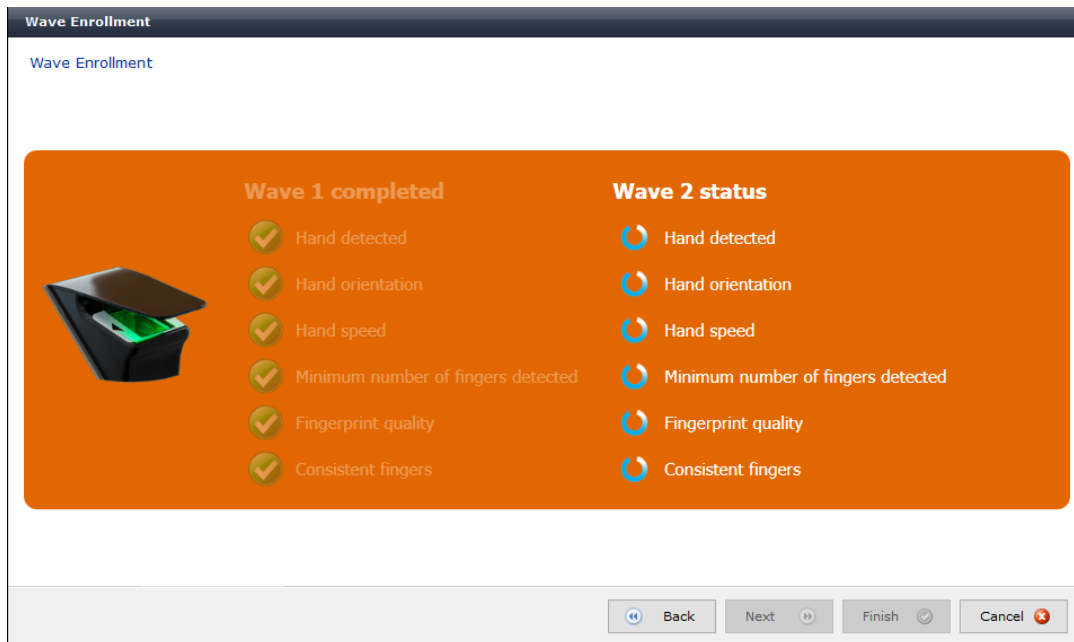 Wave Enrollment
Wave Enrollment
Wave 1 completed
Hand detected
Hand orientation
Hand speed
Minimum number of fingers detected
Fingerprint quality
Consistent fingers
Wave 2 status
Hand detected
Hand orientation
Hand speed
Minimum number of fingers detected
Fingerprint quality
Consistent fingers
Back
Next
Finish
Cancel